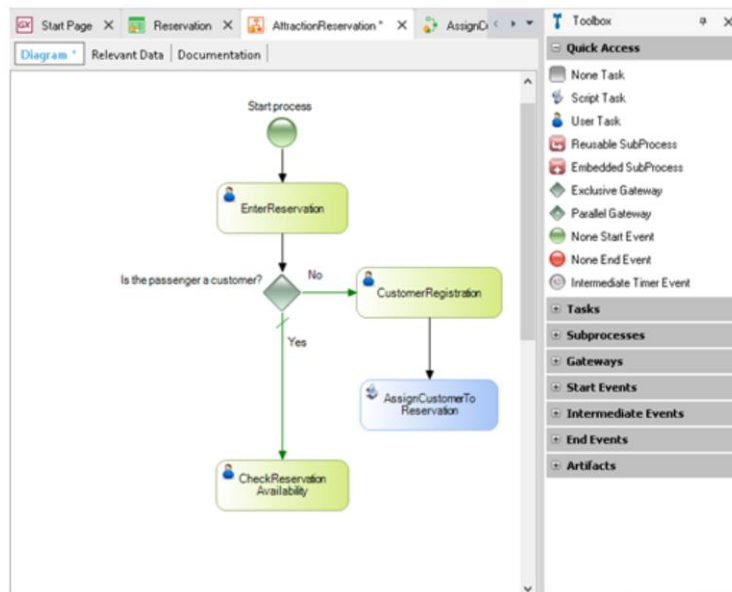 GX Start Page
Reservation
AttractionReservation *
AssignC
Diagram *
Relevant Data
Documentation
Start process
EnterReservation
Is the passenger a customer?
No
CustomerRegistration
Yes
AssignCustomerTo
Reservation
CheckReservation
Availability
Toolbox
Quick Access
None Task
Script Task
User Task
Reusable SubProcess
Embedded SubProcess
Exclusive Gateway
Parallel Gateway
None Start Event
None End Event
Intermediate Timer Event
Tasks
Subprocesses
Gateways
Start Events
Intermediate Events
End Events
Artifacts